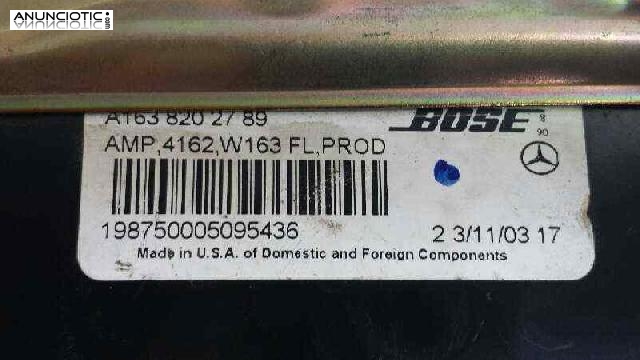 ANUNCIOTIC.com
A163 820 27 89
BOSE
AMP,4162,W163 FL,PROD
198750005095436
2 3/11/03 17
Made in U.S.A. of Domestic and Foreign Components